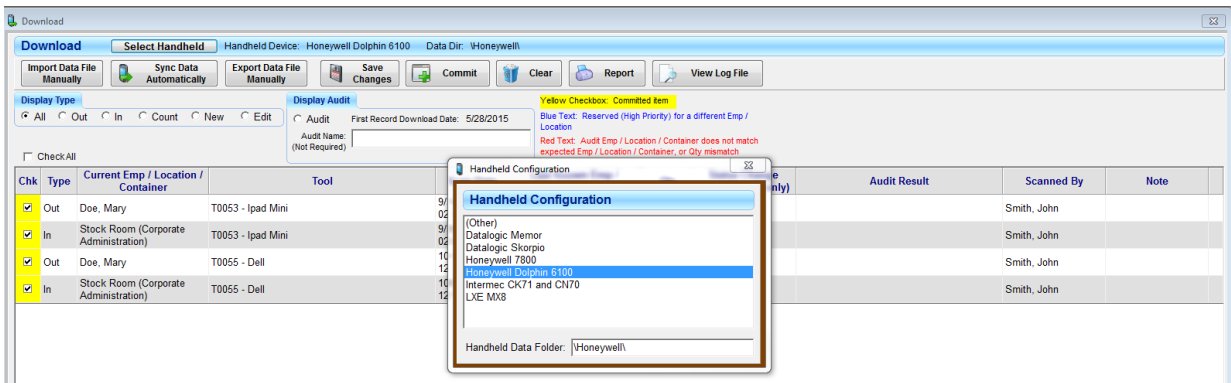 Download
Download Select Handheld Handheld Device: Honeywell Dolphin 6100 Data Dir: \Honeywell\
Import Data File Manually Sync Data Automatically Export Data File Manually Save Changes Commit Clear Report View Log File
Display Type Display Audit Yellow Checkbox: Committed item
All Out In Count New Edit Audit First Record Download Date: 5/28/2015 Blue Text: Reserved (High Priority) for a different Emp /
Location
Audit Name:
(Not Required)
Red Text: Audit Emp / Location / Container does not match
expected Emp / Location / Container, or Qty mismatch
Check All
Chk Type Current Emp / Location / Container Tool Audit Result Scanned By Note
Out Doe, Mary T0053 - Ipad Mini Smith, John
In Stock Room (Corporate Administration) T0053 - Ipad Mini Smith, John
Out Doe, Mary T0055 - Dell Smith, John
In Stock Room (Corporate Administration) T0055 - Dell Smith, John
Handheld Configuration
Handheld Configuration
(Other)
Datalogic Memor
Datalogic Skorpio
Honeywell 7800
Honeywell Dolphin 6100
Intermec CK71 and CN70
LXE MX8
Handheld Data Folder: \Honeywell\